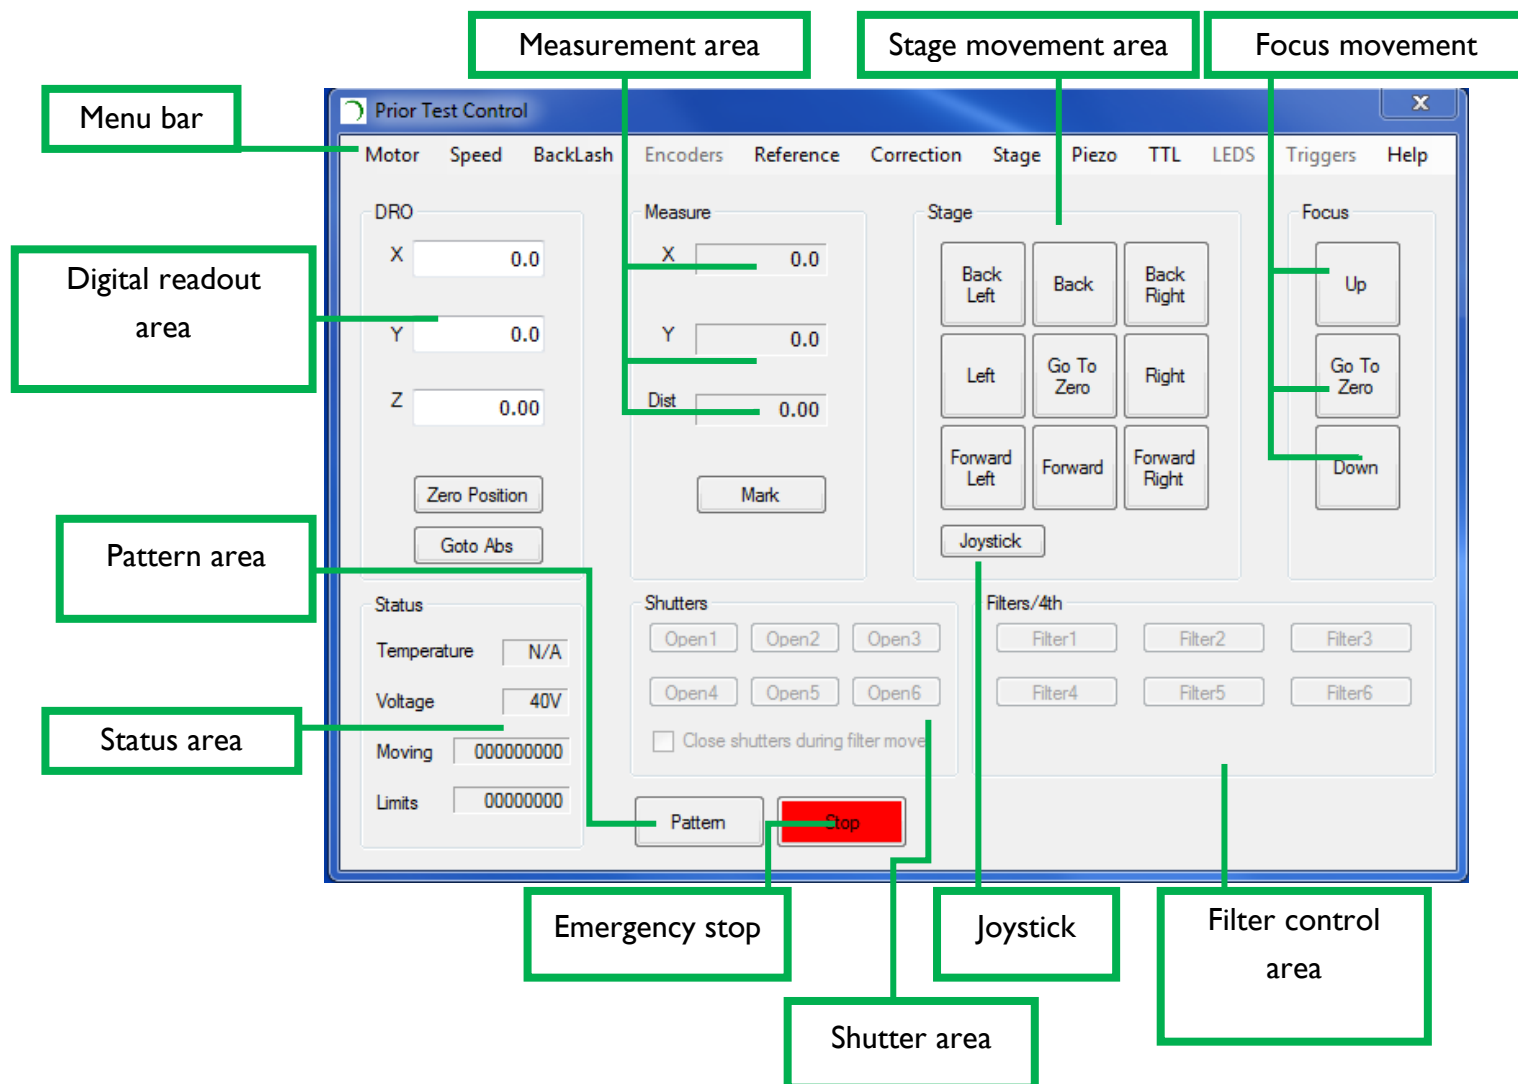 Measurement area
Stage movement area
Focus movement
Menu bar
Prior Test Control
X
Motor Speed BackLash Encoders Reference Correction Stage Piezo TTL LEDS Triggers Help
DRO
X 0.0
Y 0.0
Z 0.00
Zero Position
Goto Abs
Measure
X 0.0
Y 0.0
Dist 0.00
Mark
Stage
Back
Left
Back
Back
Right
Left
Go To
Zero
Right
Forward
Left
Forward
Forward
Right
Joystick
Focus
Up
Go To
Zero
Down
Digital readout
area
Pattern area
Status area
Status
Temperature N/A
Voltage 40V
Moving 000000000
Limits 00000000
Shutters
Open1 Open2 Open3
Open4 Open5 Open6
Close shutters during filter move
Filters/4th
Filter1 Filter2 Filter3
Filter4 Filter5 Filter6
Pattern
Stop
Emergency stop
Joystick
Filter control
area
Shutter area